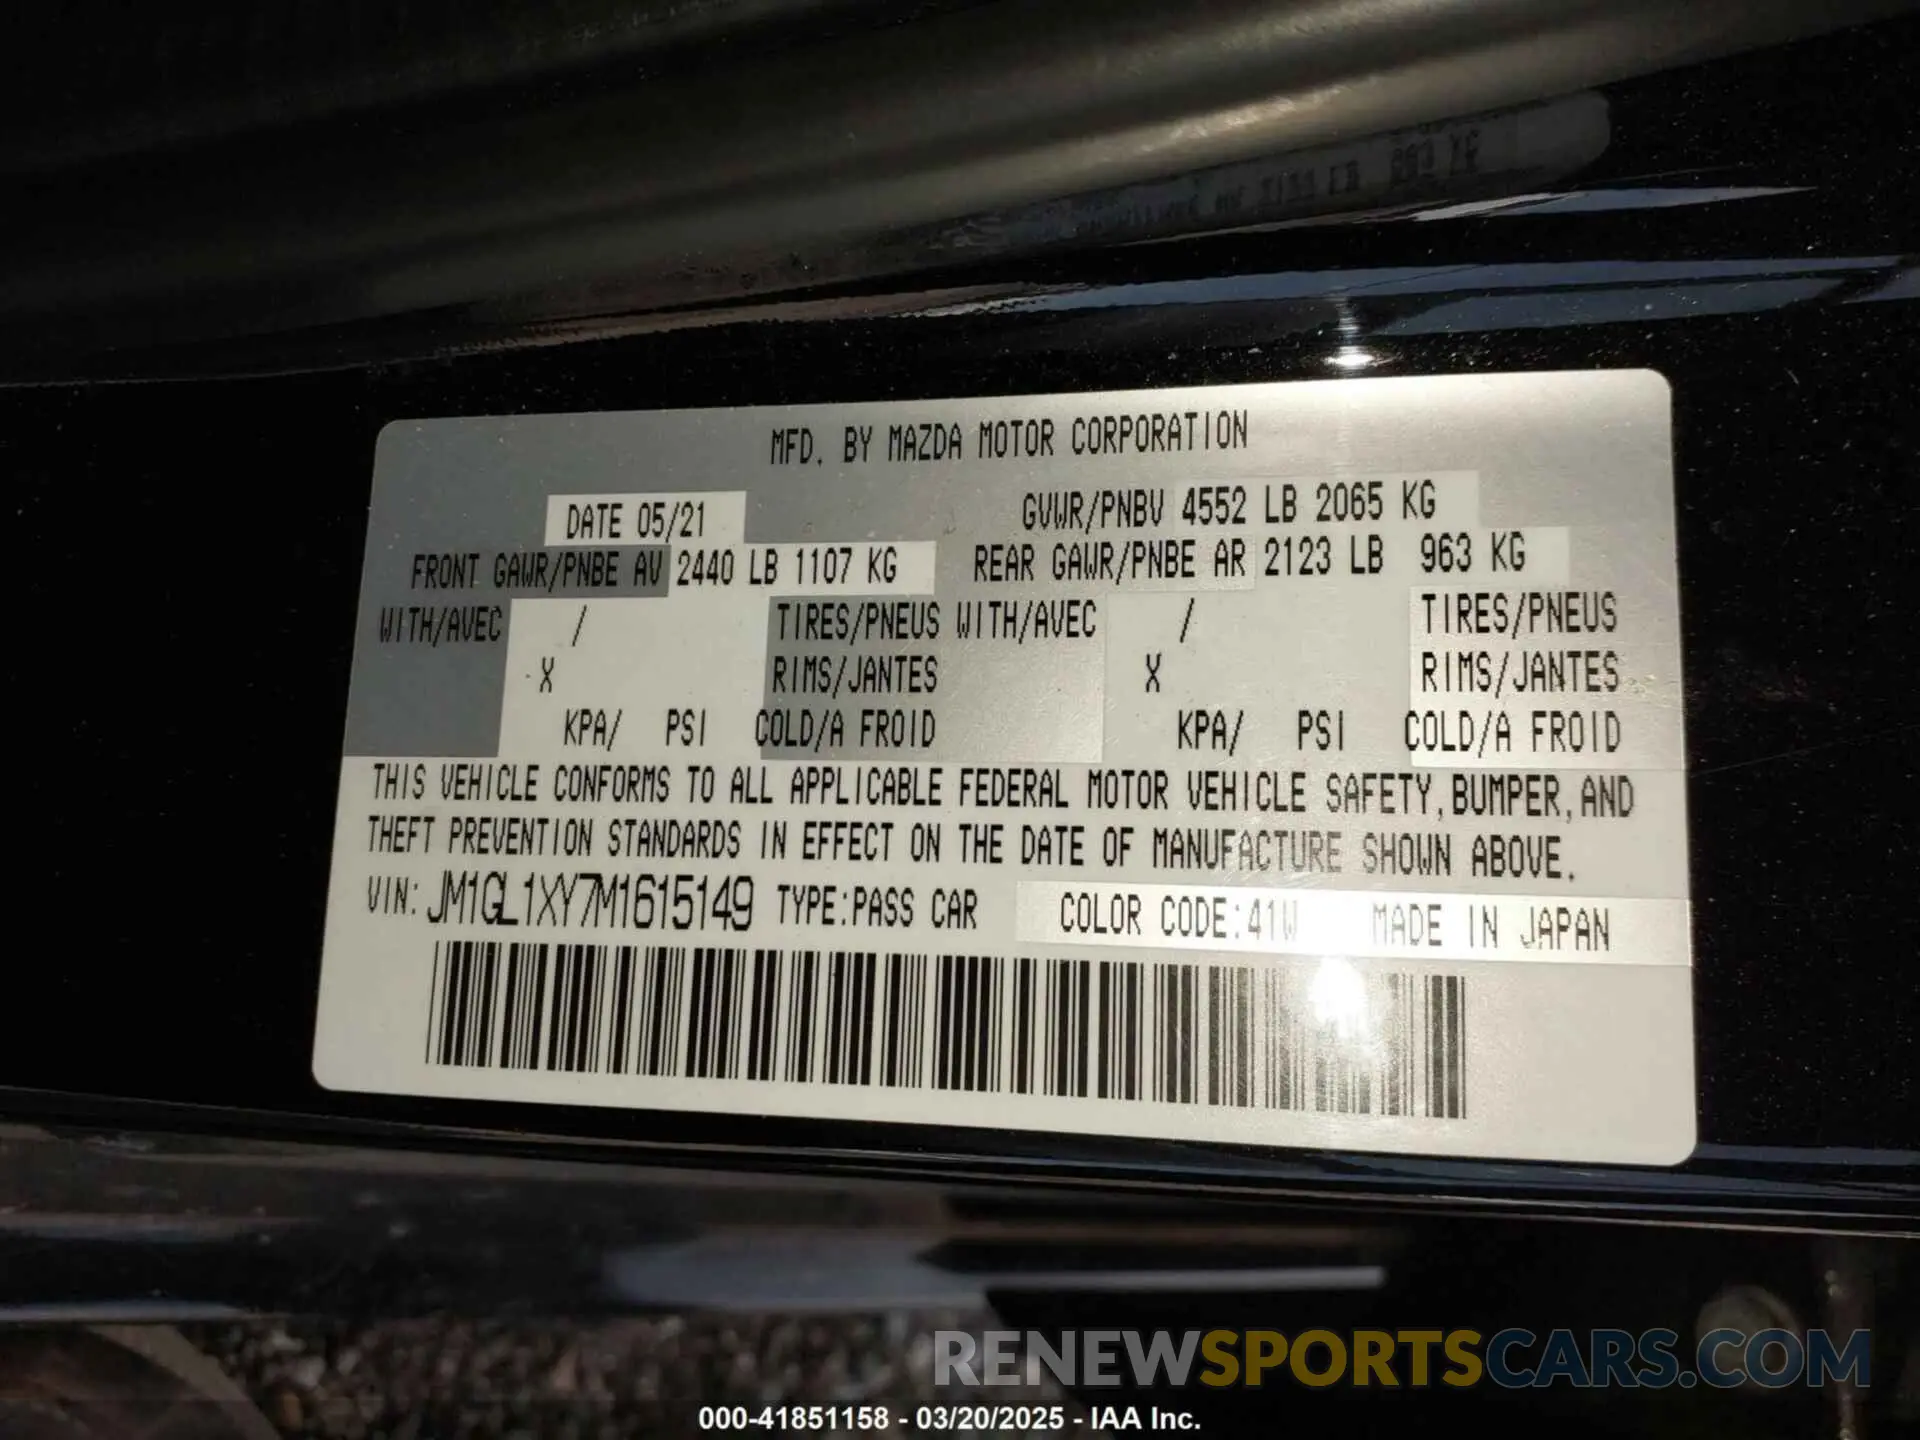 MFD. BY MAZDA MOTOR CORPORATION
DATE 05/21 GVWR/PNBV 4552 LB 2065 KG
FRONT GAWR/PNBE AV 2440 LB 1107 KG REAR GAWR/PNBE AR 2123 LB 963 KG
WITH/AVEC / TIRES/PNEUS WITH/AVEC / TIRES/PNEUS
X RIMS/JANTES X RIMS/JANTES
KPA/ PSI COLD/A FROID KPA/ PSI COLD/A FROID
THIS VEHICLE CONFORMS TO ALL APPLICABLE FEDERAL MOTOR VEHICLE SAFETY, BUMPER, AND
THEFT PREVENTION STANDARDS IN EFFECT ON THE DATE OF MANUFACTURE SHOWN ABOVE.
VIN: JM1GL1XY7M1615149 TYPE:PASS CAR COLOR CODE:41W MADE IN JAPAN
RENEWSPORTSCARS.COM
000-41851158 - 03/20/2025 - IAA Inc.